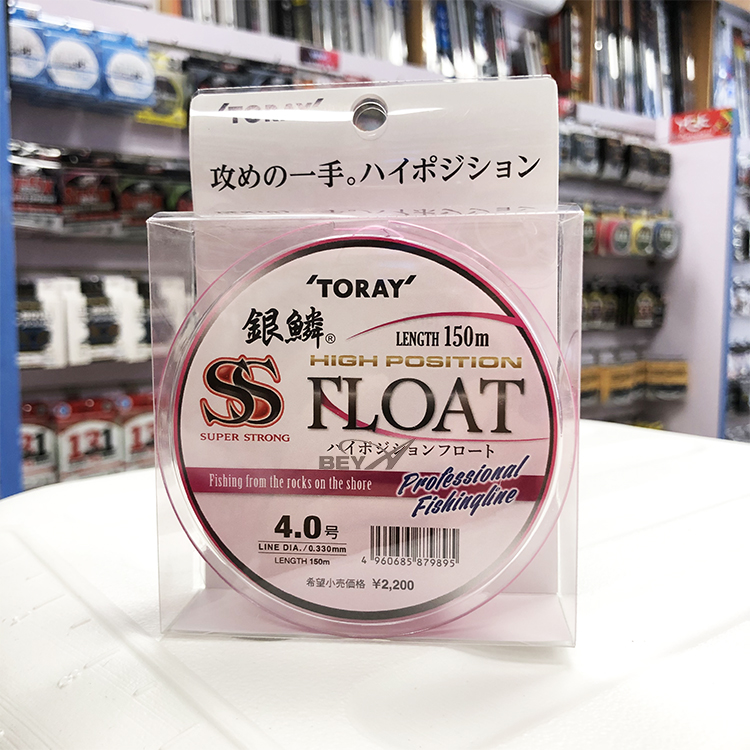 'TORAY'
攻めの一手。ハイポジション
'TORAY'
銀鱗®
LENGTH 150m
HIGH POSITION
SS
FLOAT
SUPER STRONG
ハイポジションフロート
BEY
Fishing from the rocks on the shore
Professional
Fishingline
4.0号
LINE DIA./0.330mm
LENGTH 150m
4 960685 879895
希望小売価格 ¥2,200
131
131